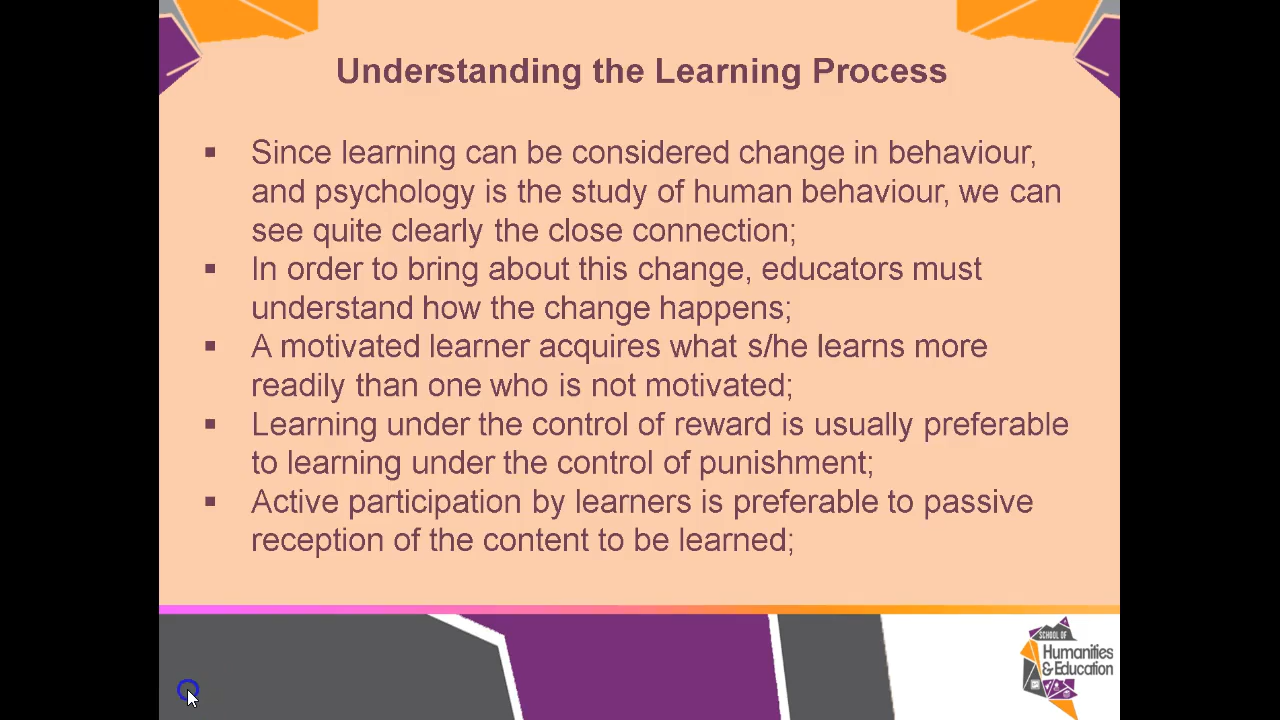 Understanding the Learning Process
▪ Since learning can be considered change in behaviour,
and psychology is the study of human behaviour, we can
see quite clearly the close connection;
▪ In order to bring about this change, educators must
understand how the change happens;
▪ A motivated learner acquires what s/he learns more
readily than one who is not motivated;
▪ Learning under the control of reward is usually preferable
to learning under the control of punishment;
▪ Active participation by learners is preferable to passive
reception of the content to be learned;
SCHOOL OF
Humanities
& Education